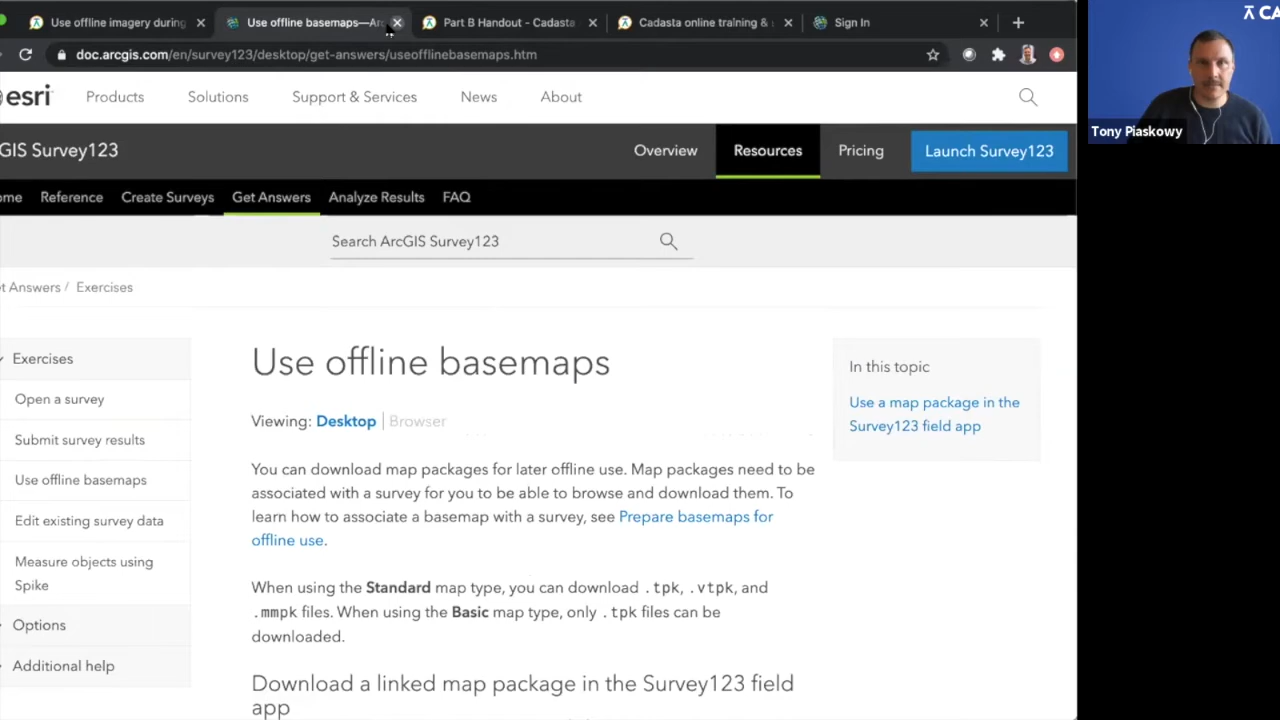 Use offline imagery during
Use offline basemaps—Arc
Part B Handout - Cadasta
Cadasta online training &
Sign In
doc.arcgis.com/en/survey123/desktop/get-answers/useofflinebasemaps.htm
esri
Products
Solutions
Support & Services
News
About
GIS Survey123
Overview
Resources
Pricing
Launch Survey123
ome
Reference
Create Surveys
Get Answers
Analyze Results
FAQ
Search ArcGIS Survey123
t Answers / Exercises
Exercises
Open a survey
Submit survey results
Use offline basemaps
Edit existing survey data
Measure objects using
Spike
Options
Additional help
Use offline basemaps
Viewing: Desktop | Browser
You can download map packages for later offline use. Map packages need to be
associated with a survey for you to be able to browse and download them. To
learn how to associate a basemap with a survey, see Prepare basemaps for
offline use.
When using the Standard map type, you can download .tpk, .vtpk, and
.mmpk files. When using the Basic map type, only .tpk files can be
downloaded.
Download a linked map package in the Survey123 field
app
In this topic
Use a map package in the
Survey123 field app
CA
Tony Piaskowy